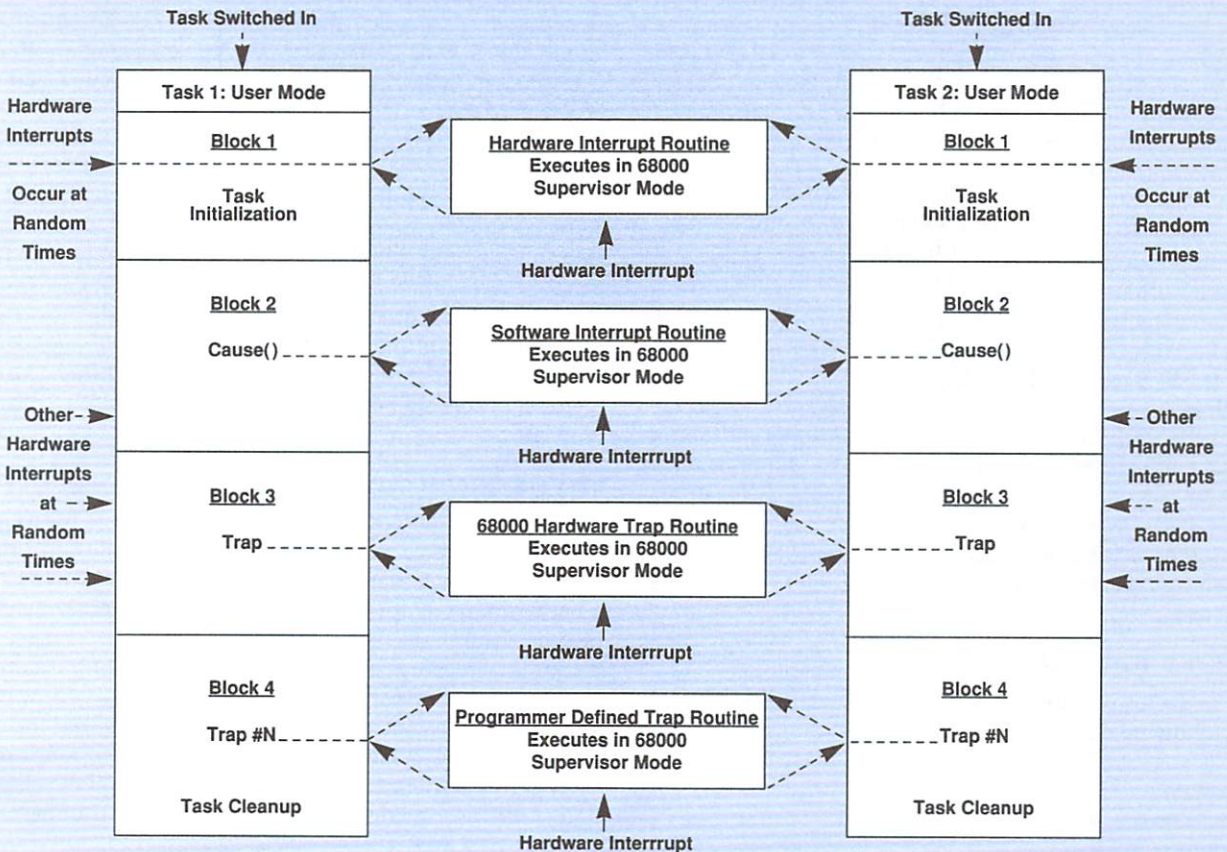 Task Switched In
Task 1: User Mode
Hardware
Interrupts
Occur at
Random
Times
Block 1
Task
Initialization
Block 2
Cause()
Other
Hardware
Interrupts
at
Random
Times
Block 3
Trap
Block 4
Trap #N
Task Cleanup
Hardware Interrupt Routine
Executes in 68000
Supervisor Mode
Hardware Interrrupt
Software Interrupt Routine
Executes in 68000
Supervisor Mode
Hardware Interrrupt
68000 Hardware Trap Routine
Executes in 68000
Supervisor Mode
Hardware Interrrupt
Programmer Defined Trap Routine
Executes in 68000
Supervisor Mode
Hardware Interrrupt
Task Switched In
Task 2: User Mode
Block 1
Task
Initialization
Block 2
Cause()
Block 3
Trap
Block 4
Trap #N
Task Cleanup
Hardware
Interrupts
Occur at
Random
Times
Other
Hardware
Interrupts
at
Random
Times